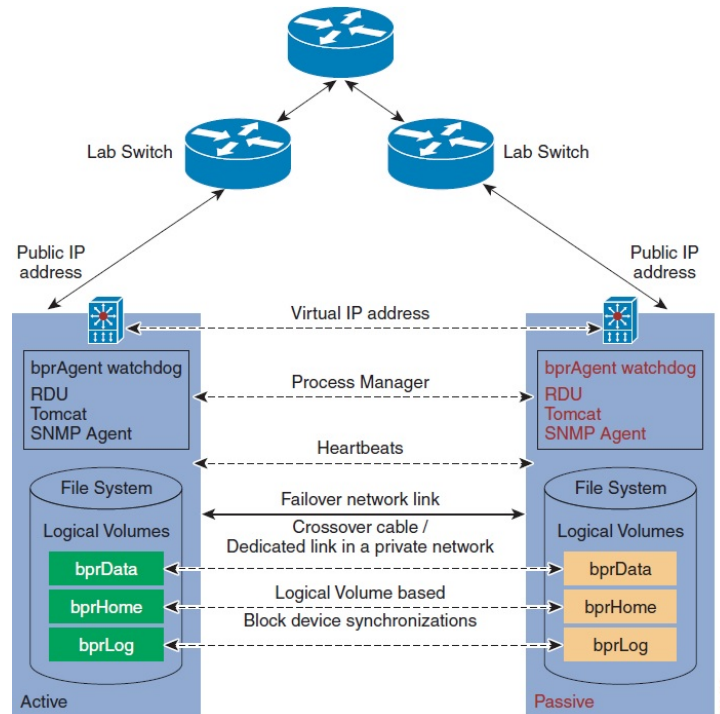 Lab Switch
Lab Switch
Public IP
address
Public IP
address
Virtual IP address
bprAgent watchdog
RDU
Tomcat
SNMP Agent
Process Manager
bprAgent watchdog
RDU
Tomcat
SNMP Agent
Heartbeats
File System
Logical Volumes
bprData
bprHome
bprLog
Failover network link
Crossover cable /
Dedicated link in a private network
Logical Volume based
Block device synchronizations
File System
Logical Volumes
bprData
bprHome
bprLog
Active
Passive